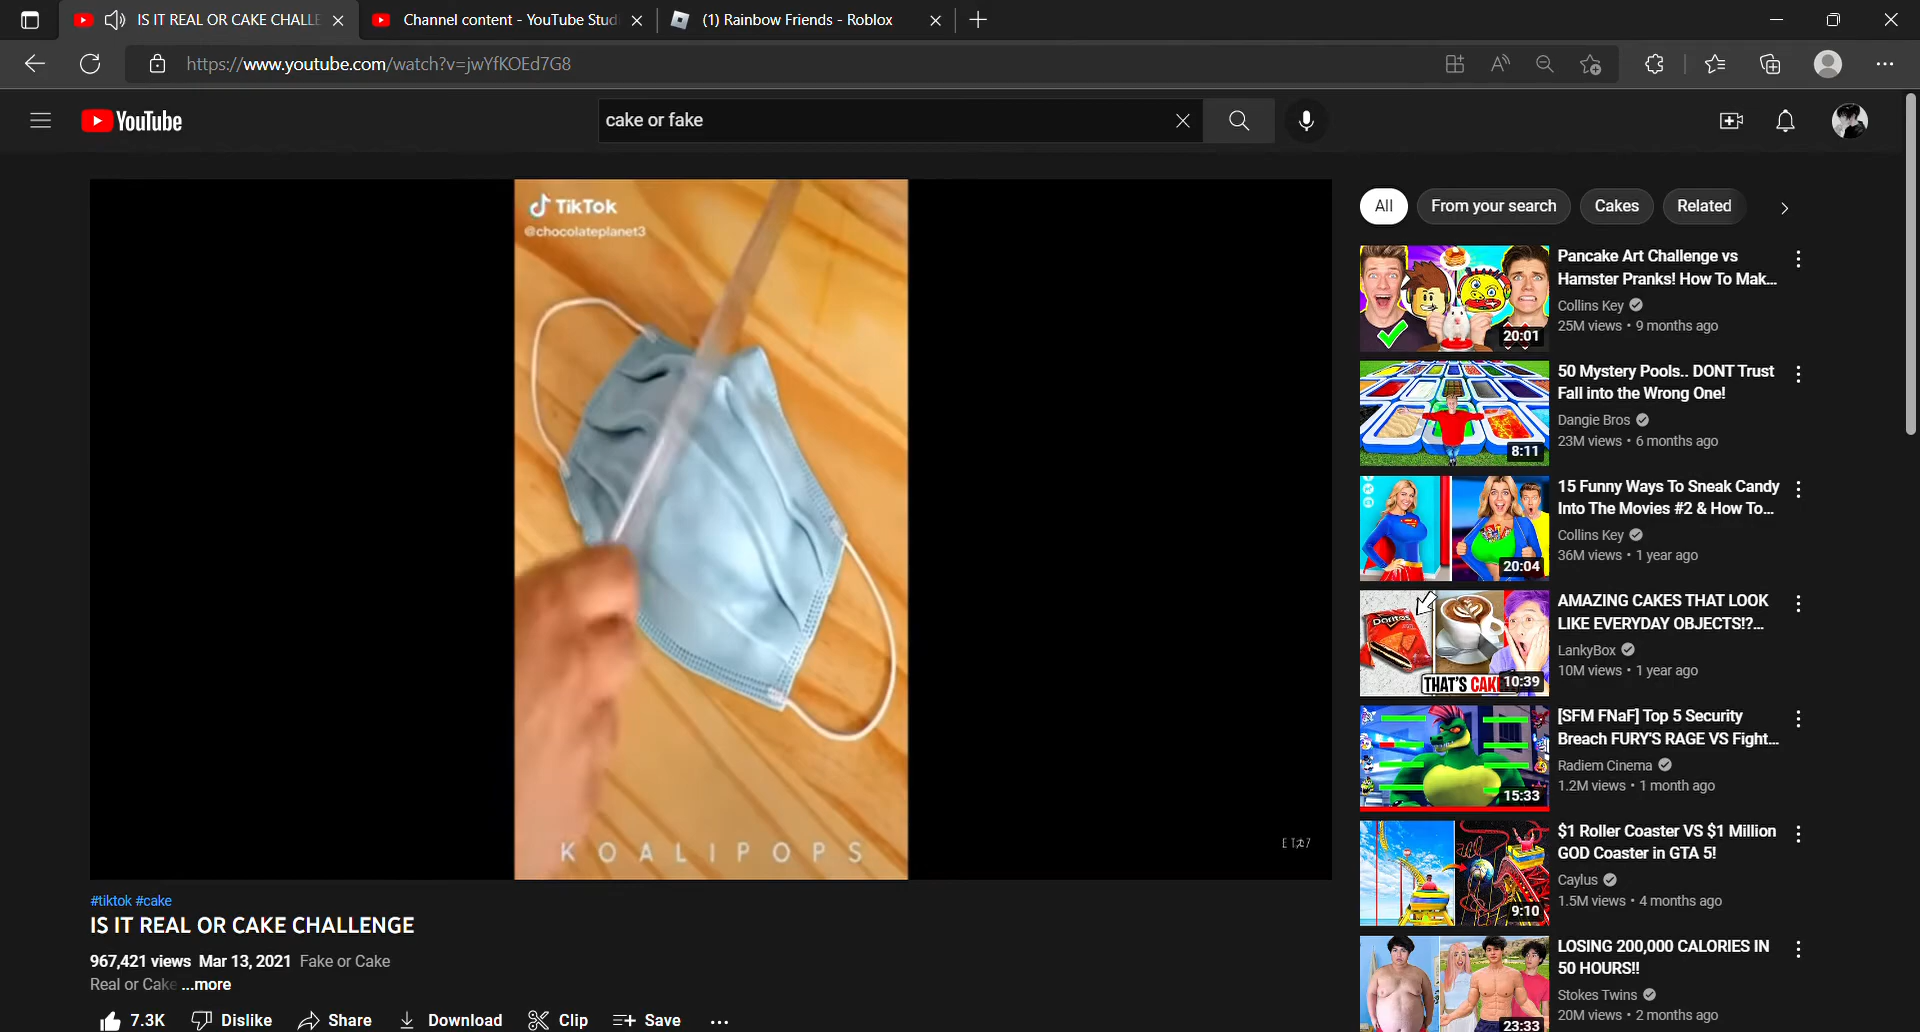 IS IT REAL OR CAKE CHALLE
Channel content - YouTube Studi
(1) Rainbow Friends - Roblox
https://www.youtube.com/watch?v=jwYfKOEd7G8
YouTube
cake or fake
TikTok
@chocolateplanet3
KOALIPOPS
#tiktok #cake
IS IT REAL OR CAKE CHALLENGE
967,421 views Mar 13, 2021 Fake or Cake
Real or Cake ...more
7.3K Dislike Share Download Clip Save
All From your search Cakes Related
Pancake Art Challenge vs
Hamster Pranks! How To Mak...
Collins Key
25M views • 9 months ago
20:01
50 Mystery Pools.. DONT Trust
Fall into the Wrong One!
Dangie Bros
23M views • 6 months ago
8:11
15 Funny Ways To Sneak Candy
Into The Movies #2 & How To...
Collins Key
36M views • 1 year ago
20:04
AMAZING CAKES THAT LOOK
LIKE EVERYDAY OBJECTS!?...
LankyBox
10M views • 1 year ago
Doritos
THAT'S CAK
10:39
[SFM FNaF] Top 5 Security
Breach FURY'S RAGE VS Fight...
Radiem Cinema
1.2M views • 1 month ago
15:33
$1 Roller Coaster VS $1 Million
GOD Coaster in GTA 5!
Caylus
1.5M views • 4 months ago
9:10
LOSING 200,000 CALORIES IN
50 HOURS!!
Stokes Twins
20M views • 2 months ago
23:33